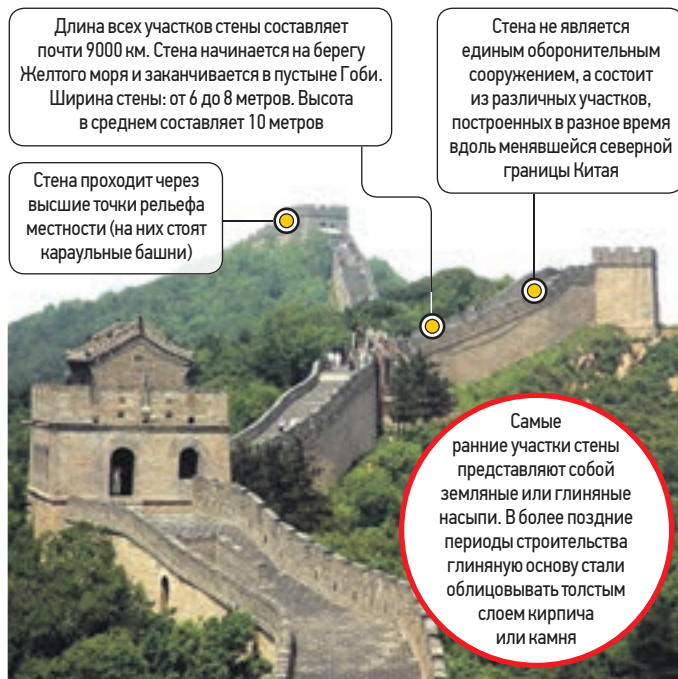 Длина всех участков стены составляет
почти 9000 км. Стена начинается на берегу
Желтого моря и заканчивается в пустыне Гоби.
Ширина стены: от 6 до 8 метров. Высота
в среднем составляет 10 метров
Стена не является
единым оборонительным
сооружением, а состоит
из различных участков,
построенных в разное время
вдоль менявшейся северной
границы Китая
Стена проходит через
высшие точки рельефа
местности (на них стоят
караульные башни)
Самые
ранние участки стены
представляют собой
земляные или глиняные
насыпи. В более поздние
периоды строительства
глиняную основу стали
облицовывать толстым
слоем кирпича
или камня